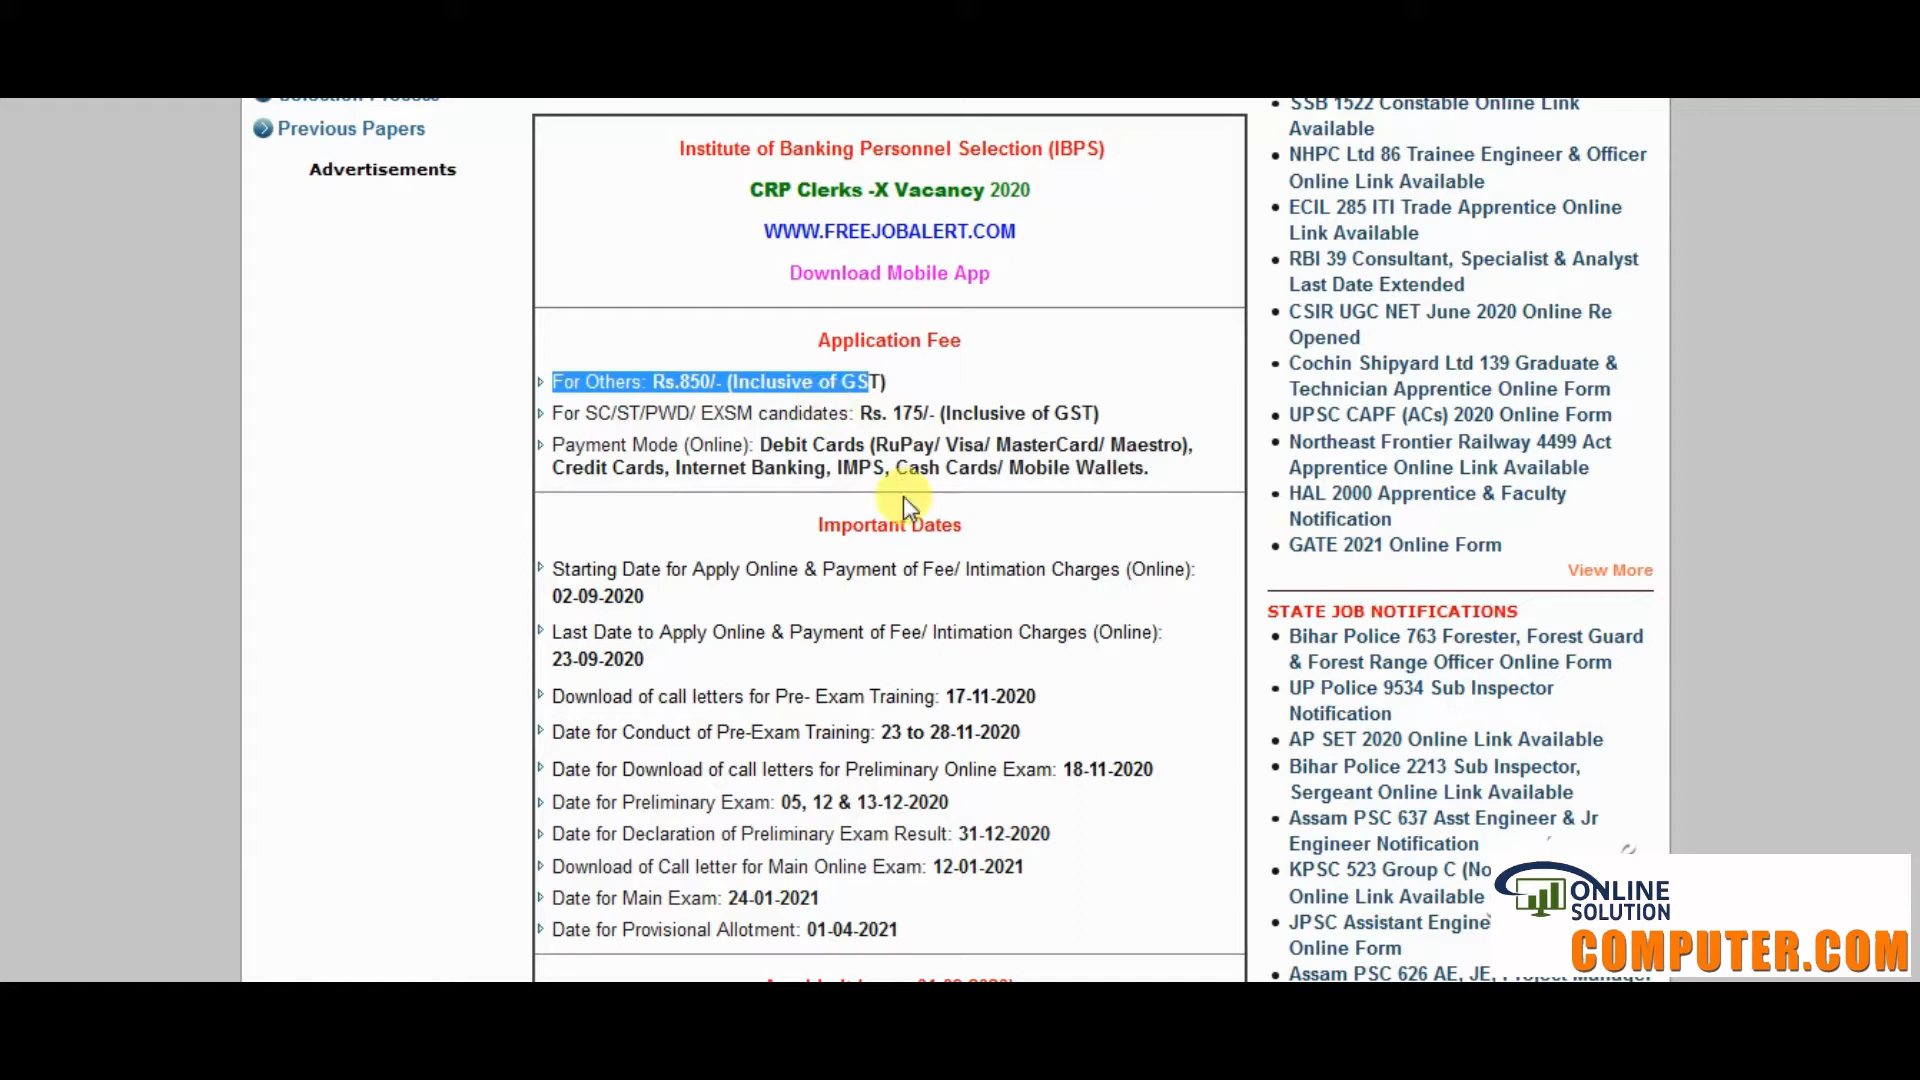 Previous Papers
Advertisements
Institute of Banking Personnel Selection (IBPS)
CRP Clerks -X Vacancy 2020
WWW.FREEJOBALERT.COM
Download Mobile App
Application Fee
For Others: Rs.850/- (Inclusive of GST)
For SC/ST/PWD/ EXSM candidates: Rs. 175/- (Inclusive of GST)
Payment Mode (Online): Debit Cards (RuPay/ Visa/ MasterCard/ Maestro),
Credit Cards, Internet Banking, IMPS, Cash Cards/ Mobile Wallets.
Important Dates
Starting Date for Apply Online & Payment of Fee/ Intimation Charges (Online):
02-09-2020
Last Date to Apply Online & Payment of Fee/ Intimation Charges (Online):
23-09-2020
Download of call letters for Pre- Exam Training: 17-11-2020
Date for Conduct of Pre-Exam Training: 23 to 28-11-2020
Date for Download of call letters for Preliminary Online Exam: 18-11-2020
Date for Preliminary Exam: 05, 12 & 13-12-2020
Date for Declaration of Preliminary Exam Result: 31-12-2020
Download of Call letter for Main Online Exam: 12-01-2021
Date for Main Exam: 24-01-2021
Date for Provisional Allotment: 01-04-2021
SSB 1522 Constable Online Link
Available
NHPC Ltd 86 Trainee Engineer & Officer
Online Link Available
ECIL 285 ITI Trade Apprentice Online
Link Available
RBI 39 Consultant, Specialist & Analyst
Last Date Extended
CSIR UGC NET June 2020 Online Re
Opened
Cochin Shipyard Ltd 139 Graduate &
Technician Apprentice Online Form
UPSC CAPF (ACs) 2020 Online Form
Northeast Frontier Railway 4499 Act
Apprentice Online Link Available
HAL 2000 Apprentice & Faculty
Notification
GATE 2021 Online Form
View More
STATE JOB NOTIFICATIONS
Bihar Police 763 Forester, Forest Guard
& Forest Range Officer Online Form
UP Police 9534 Sub Inspector
Notification
AP SET 2020 Online Link Available
Bihar Police 2213 Sub Inspector,
Sergeant Online Link Available
Assam PSC 637 Asst Engineer & Jr
Engineer Notification
KPSC 523 Group C (No
Online Link Available
JPSC Assistant Engine
Online Form
Assam PSC 626 AE, JE,
ONLINE
SOLUTION
COMPUTER.COM